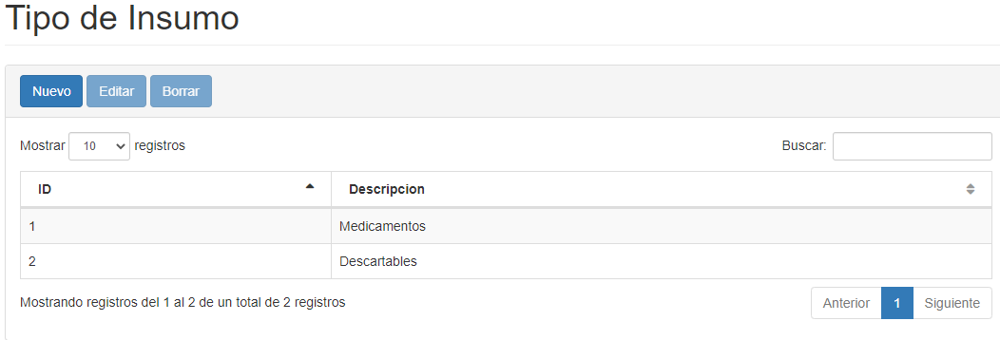 Tipo de Insumo
Nuevo Editar Borrar
Mostrar 10 registros Buscar:
ID Descripcion
1 Medicamentos
2 Descartables
Mostrando registros del 1 al 2 de un total de 2 registros Anterior 1 Siguiente